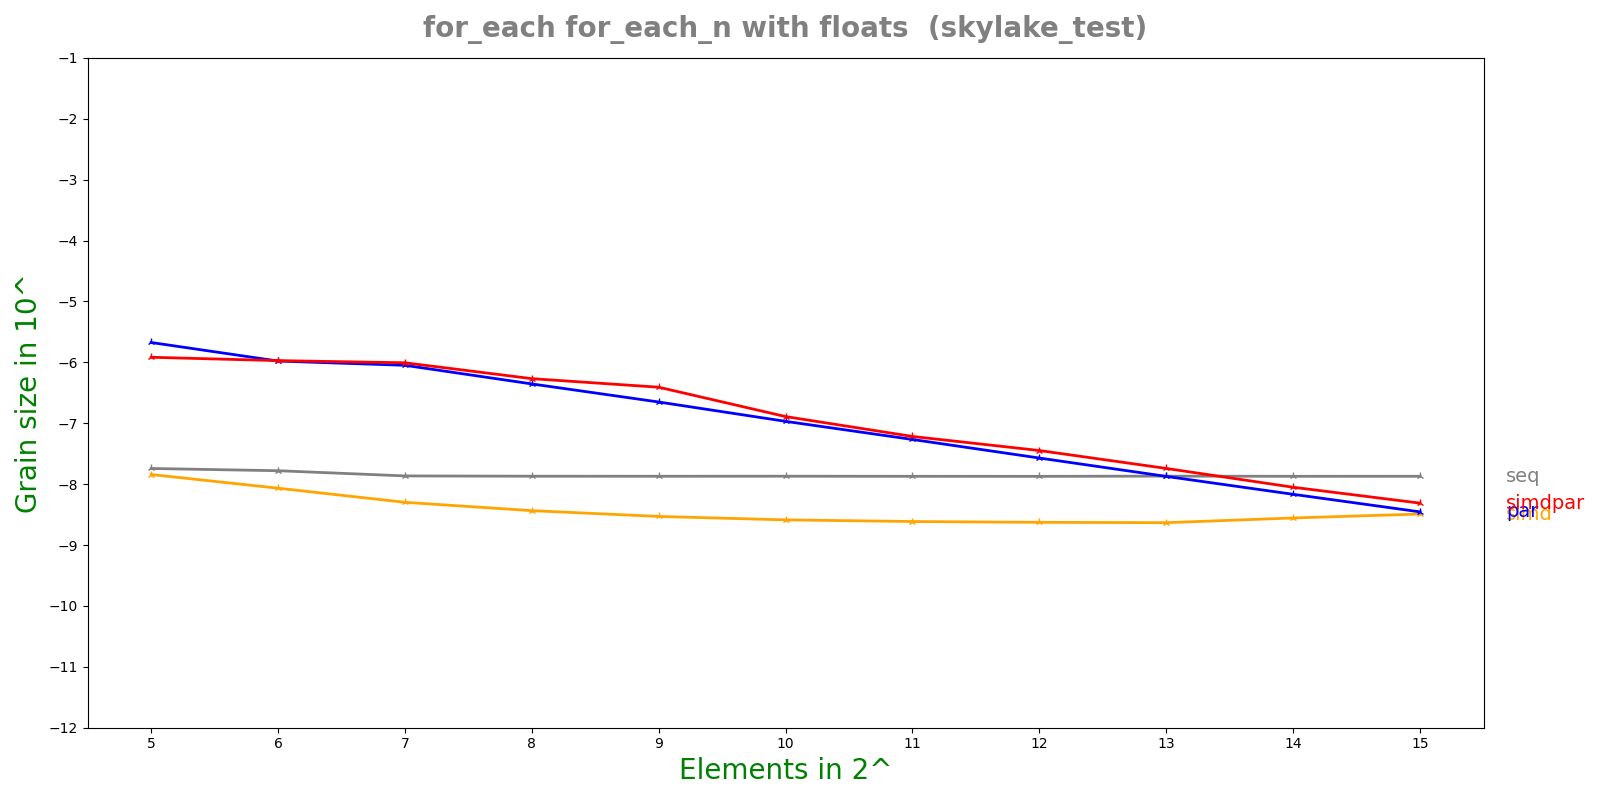 for_each for_each_n with floats  (skylake_test)
Grain size in 10^
−1
−2
−3
−4
−5
−6
−7
−8
−9
−10
−11
−12
seq
simdpar
par
simd
5 6 7 8 9 10 11 12 13 14 15
Elements in 2^